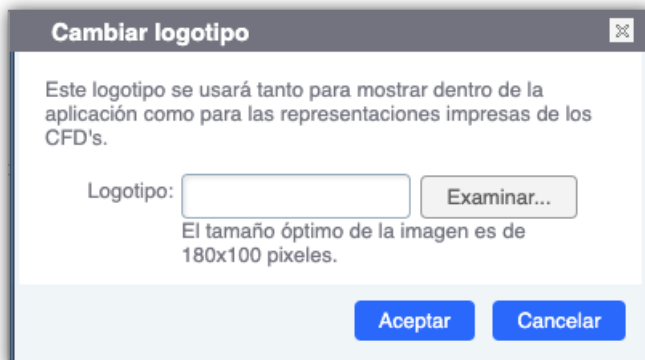 Cambiar logotipo
Este logotipo se usará tanto para mostrar dentro de la
aplicación como para las representaciones impresas de los
CFD's.
Logotipo:
Examinar...
El tamaño óptimo de la imagen es de
180x100 pixeles.
Aceptar
Cancelar